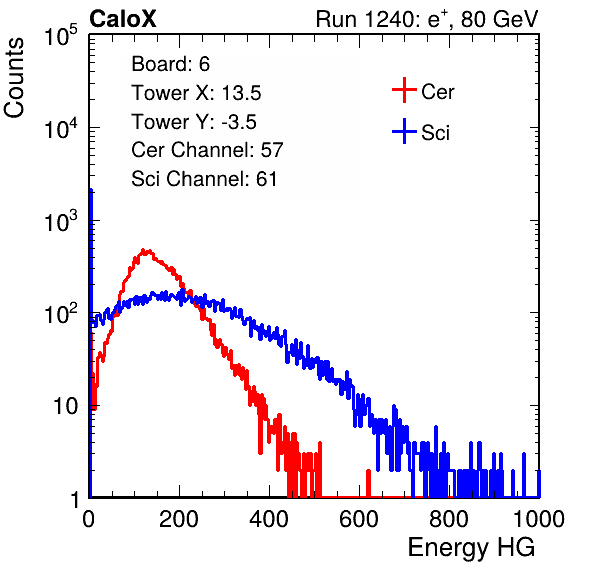 CaloX Run 1240: e+, 80 GeV
Counts
10^5
10^4
10^3
10^2
10
1
Board: 6
Tower X: 13.5
Tower Y: -3.5
Cer Channel: 57
Sci Channel: 61
Cer
Sci
0 200 400 600 800 1000
Energy HG